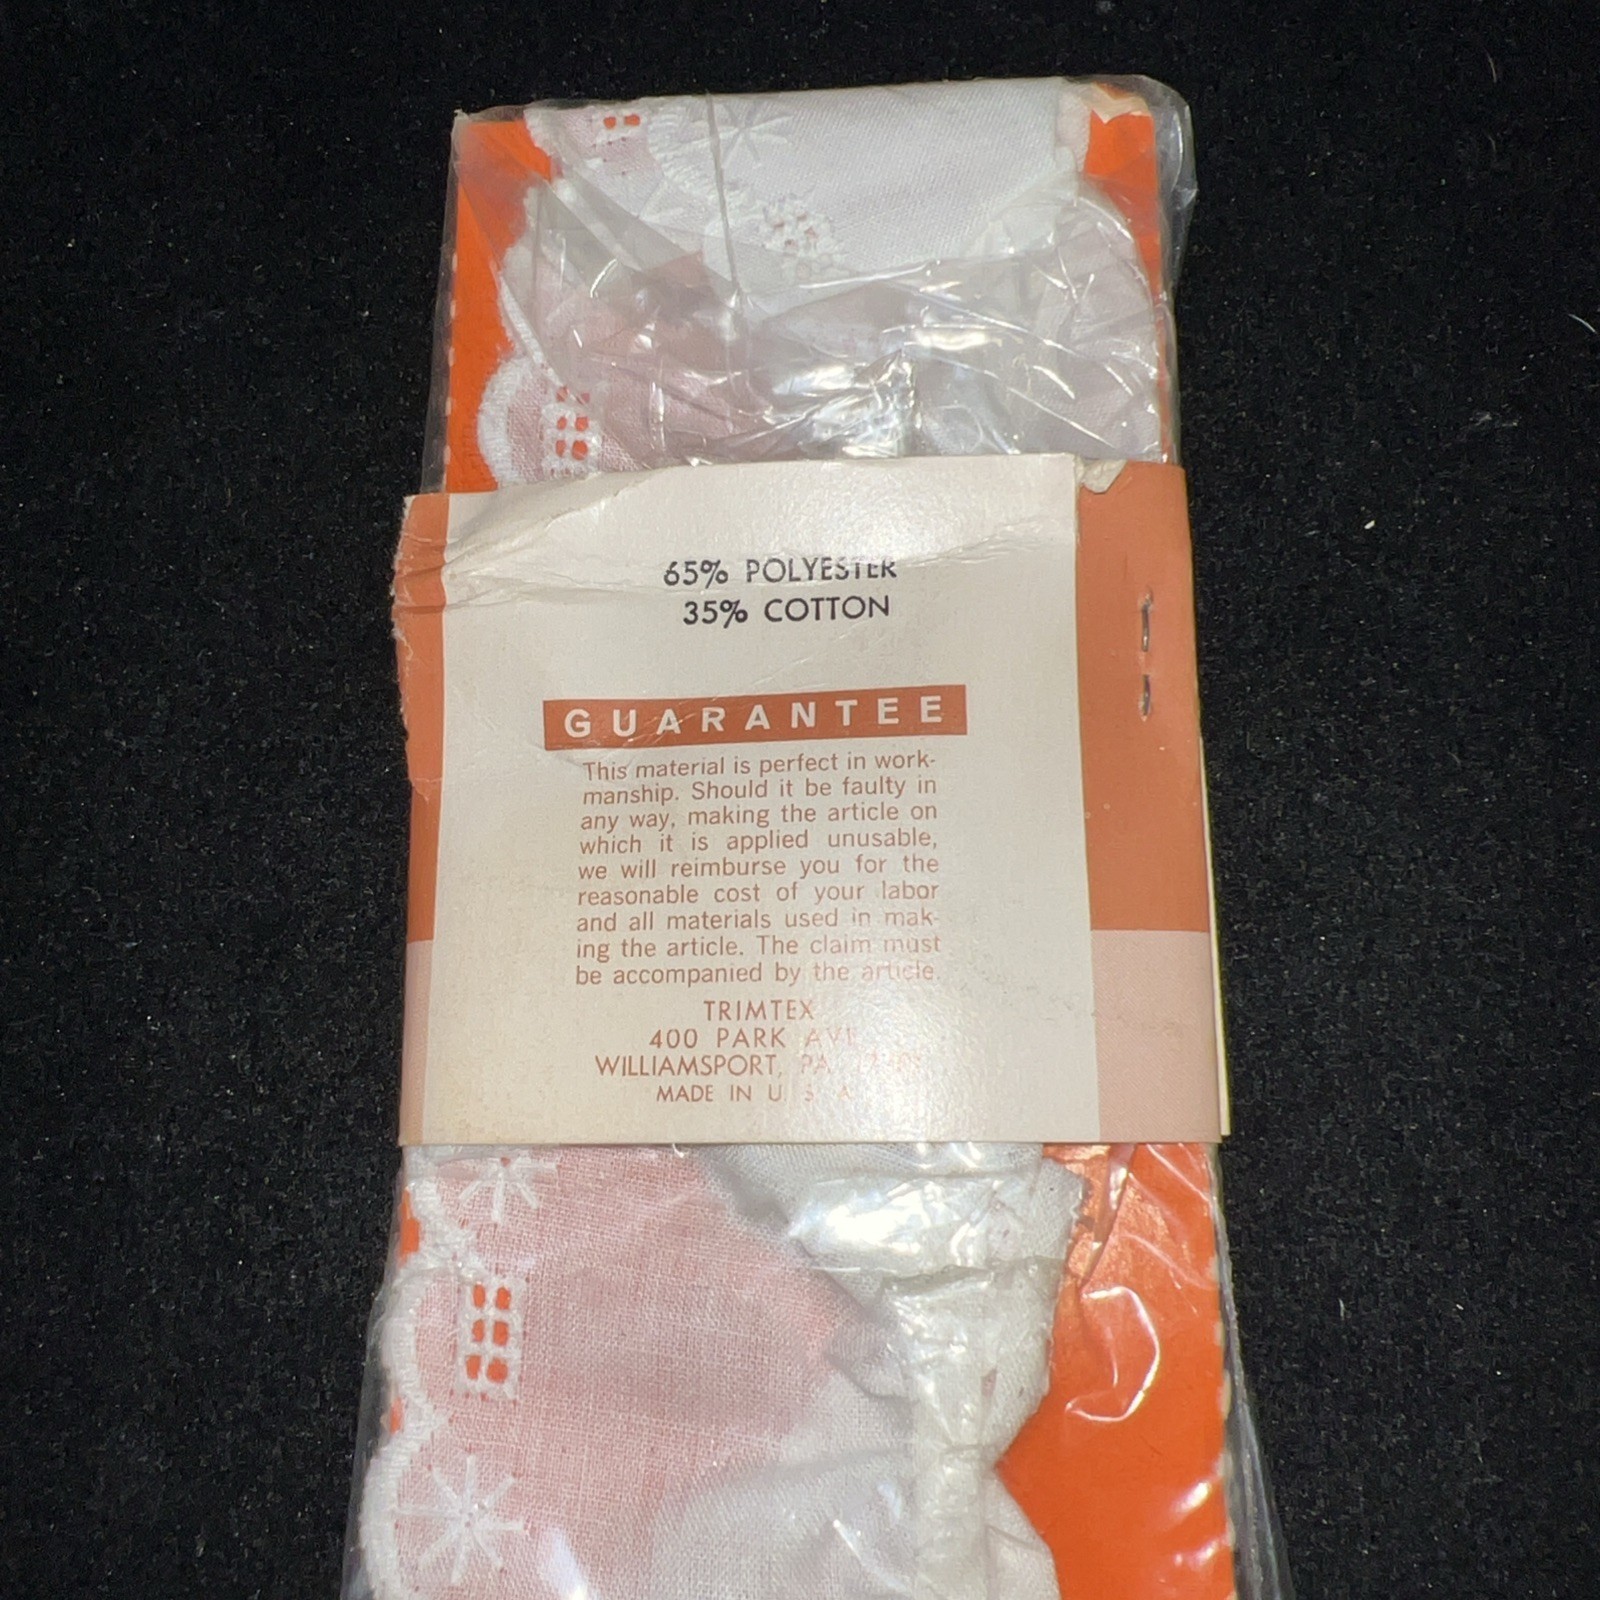 65% POLYESTER
35% COTTON
GUARANTEE
This material is perfect in work-
manship. Should it be faulty in
any way, making the article on
which it is applied unusable,
we will reimburse you for the
reasonable cost of your labor
and all materials used in mak-
ing the article. The claim must
be accompanied by the article.
TRIMTEX
400 PARK AVE
WILLIAMSPORT, PA
MADE IN U. S. A.